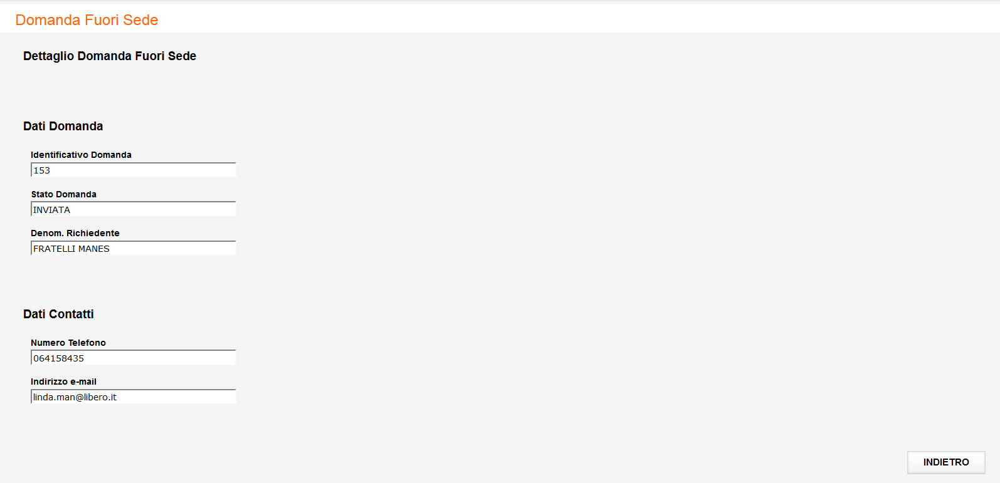 Domanda Fuori Sede
Dettaglio Domanda Fuori Sede
Dati Domanda
Identificativo Domanda
153
Stato Domanda
INVIATA
Denom. Richiedente
FRATELLI MANES
Dati Contatti
Numero Telefono
064158435
Indirizzo e-mail
linda.man@libero.it
INDIETRO